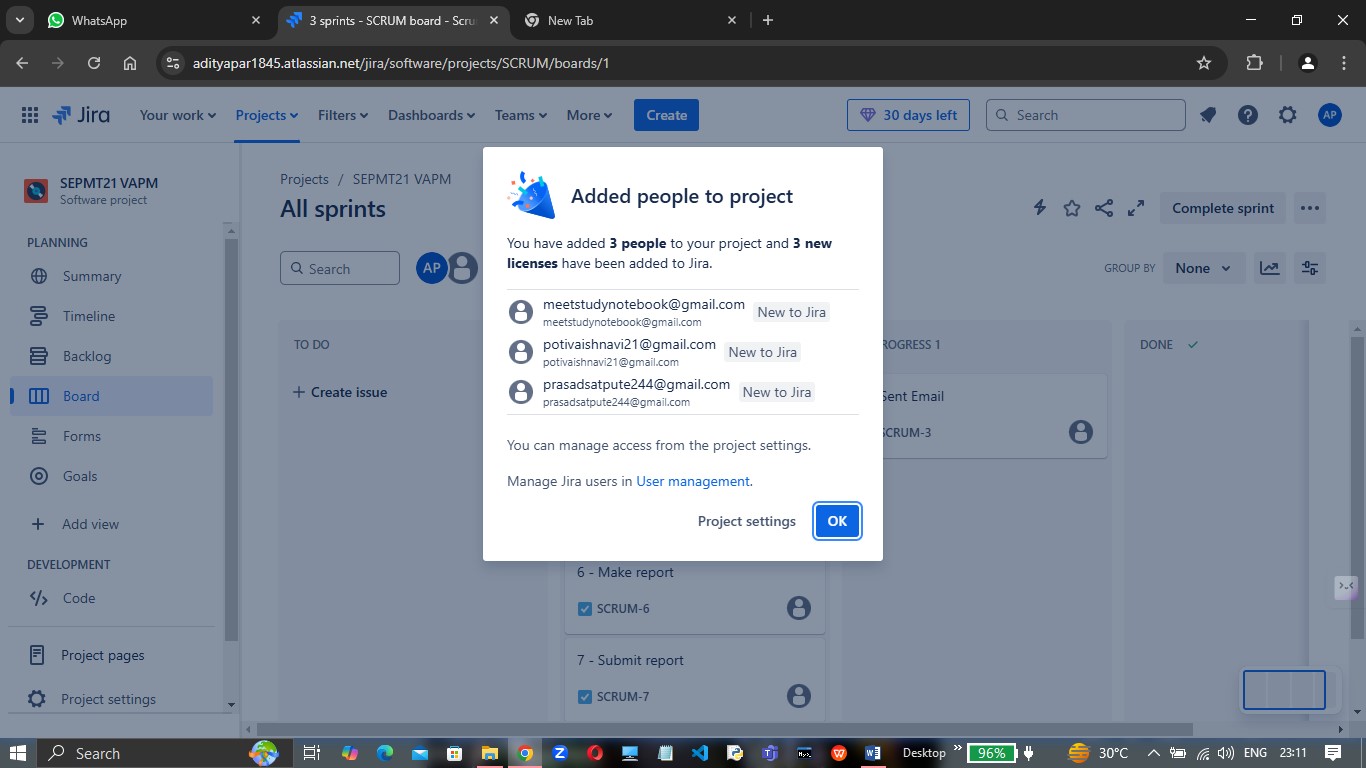 WhatsApp
3 sprints - SCRUM board - Scru
New Tab
adityapar1845.atlassian.net/jira/software/projects/SCRUM/boards/1
Jira
Your work
Projects
Filters
Dashboards
Teams
More
Create
30 days left
Search
AP
SEPMT21 VAPM
Software project
PLANNING
Summary
Timeline
Backlog
Board
Forms
Goals
Add view
DEVELOPMENT
Code
Project pages
Project settings
Projects / SEPMT21 VAPM
All sprints
Complete sprint
Search
AP
GROUP BY
None
TO DO
+ Create issue
ROGRESS 1
DONE
Sent Email
SCRUM-3
6 - Make report
SCRUM-6
7 - Submit report
SCRUM-7
Added people to project
You have added 3 people to your project and 3 new
licenses have been added to Jira.
meetstudynotebook@gmail.com New to Jira
meetstudynotebook@gmail.com
potivaishnavi21@gmail.com New to Jira
potivaishnavi21@gmail.com
prasadsatpute244@gmail.com New to Jira
prasadsatpute244@gmail.com
You can manage access from the project settings.
Manage Jira users in User management.
Project settings
OK
Search
Desktop
96%
30°C
ENG
23:11